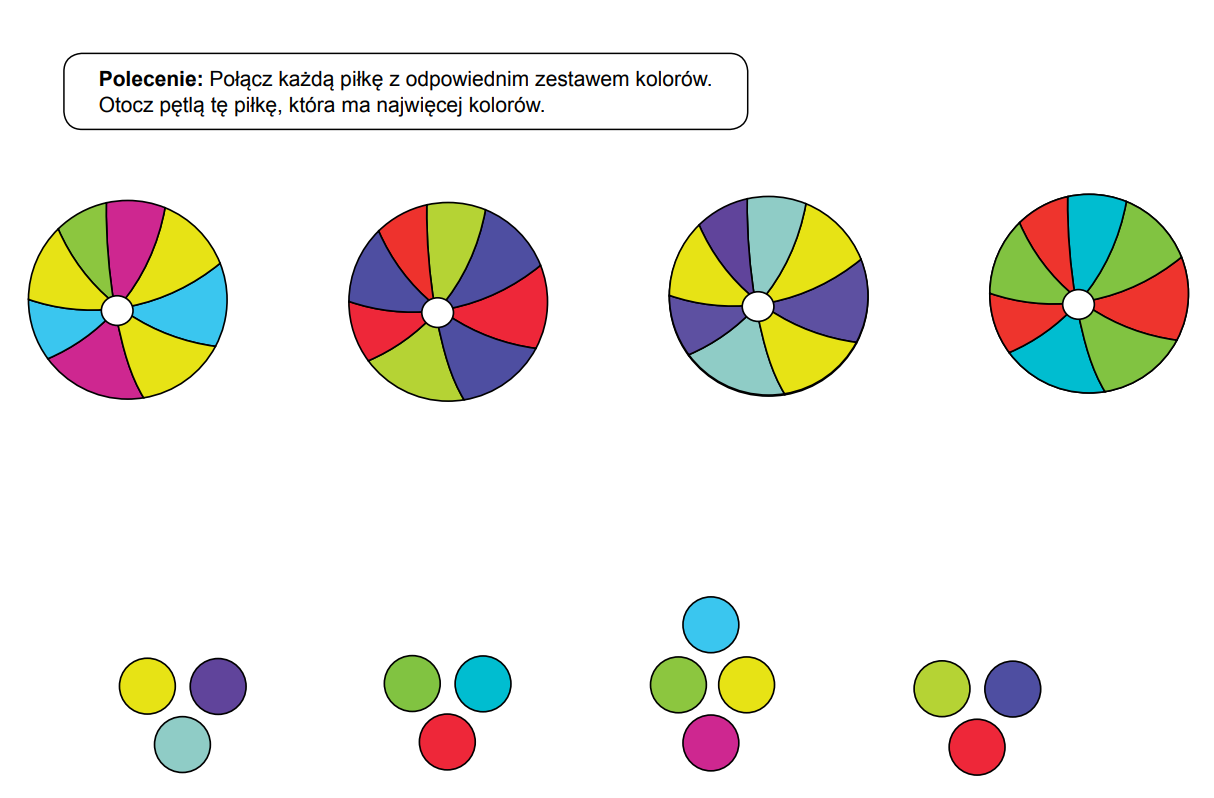 Polecenie: Połącz każdą piłkę z odpowiednim zestawem kolorów.
Otocz pętlą tę piłkę, która ma najwięcej kolorów.